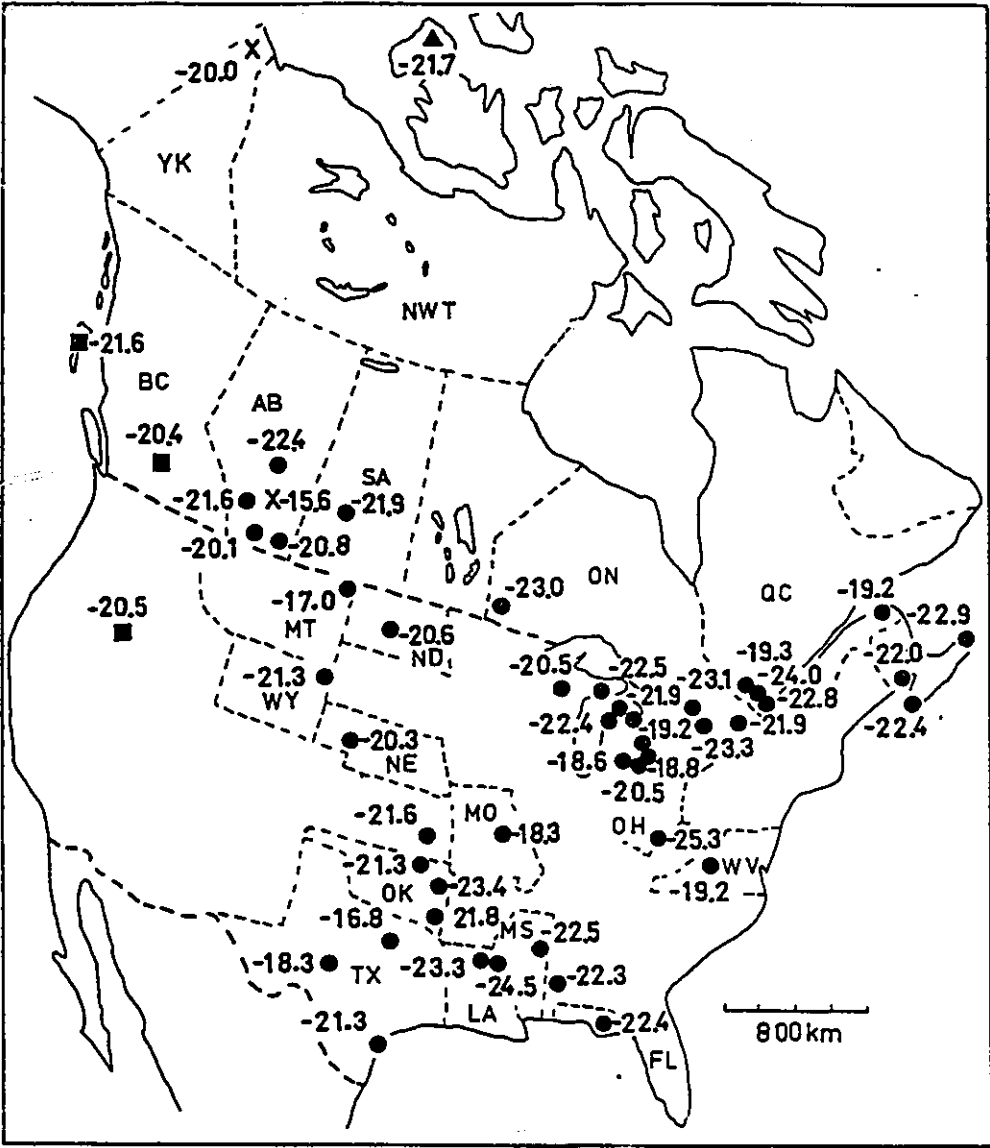 X
-20.0
-21.7
YK
NWT
-21.6
BC
AB
-20.4
-22.4
SA
-21.6 X-15.6 -21.9
-20.1 -20.8
-23.0 ON
QC
-19.2
-17.0
-20.5
MT
-20.6
ND
-22.9
-22.0
-19.3
-20.5 -22.5 -23.1 -24.0
-21.3
WY
-21.9 -22.8
-22.4 -19.2 -21.9 -22.4
-20.3
NE
-23.3
-18.6 -18.8
-20.5
-21.6
MO
-18.3
OH
-25.3
-21.3
OK
-23.4
WV
-19.2
-16.8
21.8
MS -22.5
-18.3
TX
-23.3
-24.5
-22.3
-21.3
LA
-22.4
FL
800km